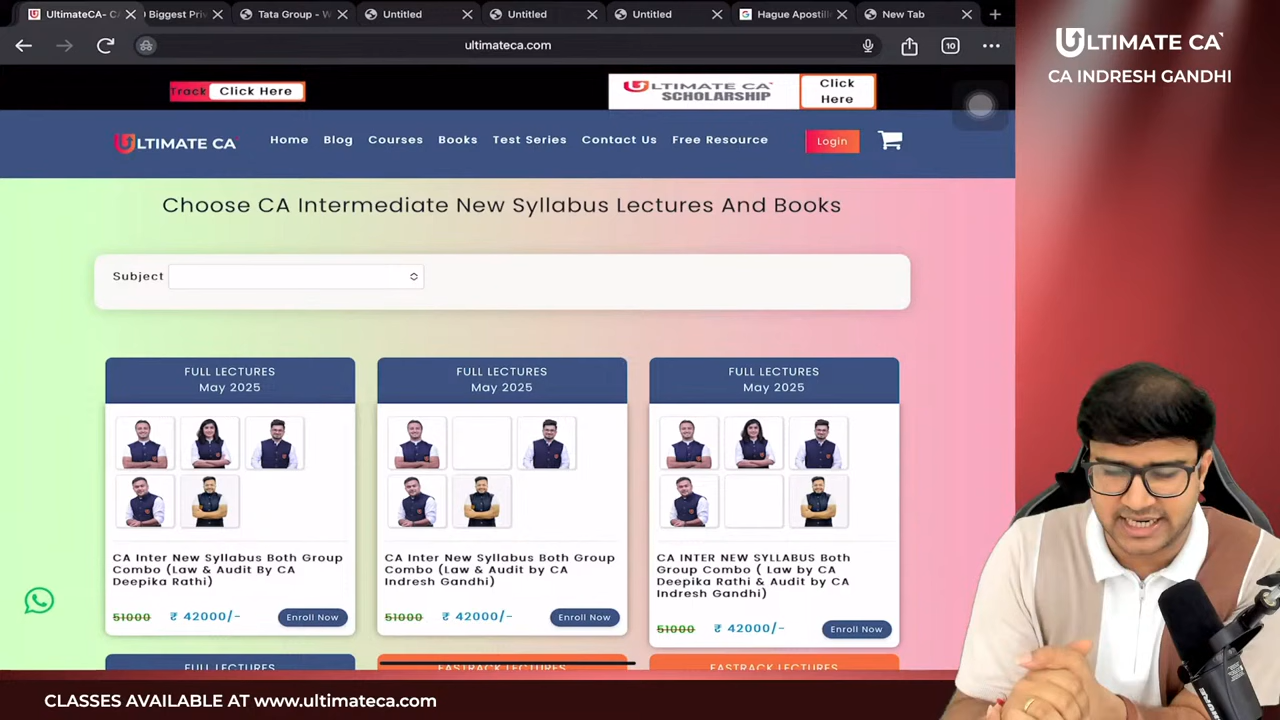 UltimateCA- C
Biggest Priv
Tata Group - W
Untitled
Untitled
Untitled
Hague Apostill
New Tab
ultimateca.com
10
Track
Click Here
ULTIMATE CA
SCHOLARSHIP
Click
Here
ULTIMATE CA
Home
Blog
Courses
Books
Test Series
Contact Us
Free Resource
Login
Choose CA Intermediate New Syllabus Lectures And Books
Subject
FULL LECTURES
May 2025
CA Inter New Syllabus Both Group
Combo (Law & Audit By CA
Deepika Rathi)
51000
₹ 42000/-
Enroll Now
FULL LECTURES
May 2025
CA Inter New Syllabus Both Group
Combo (Law & Audit by CA
Indresh Gandhi)
51000
₹ 42000/-
Enroll Now
FULL LECTURES
May 2025
CA INTER NEW SYLLABUS Both
Group Combo ( Law by CA
Deepika Rathi & Audit by CA
Indresh Gandhi)
51000
₹ 42000/-
Enroll Now
FULL LECTURES
FASTRACK LECTURES
FASTRACK LECTURES
ULTIMATE CA
CA INDRESH GANDHI
CLASSES AVAILABLE AT www.ultimateca.com